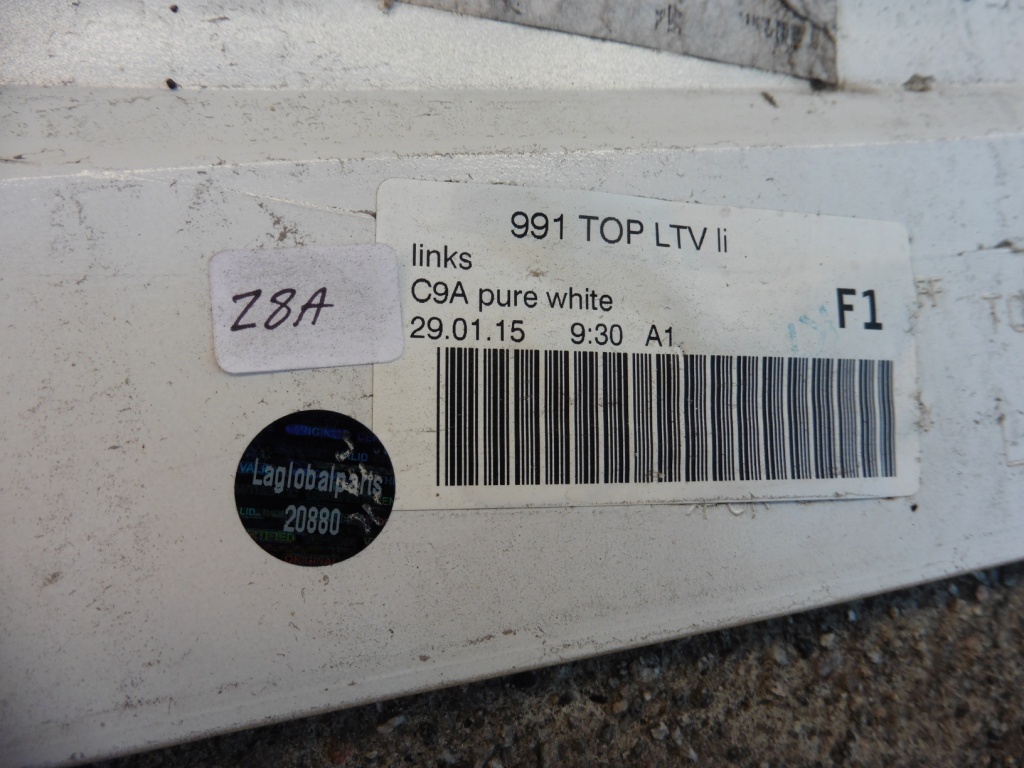 991 TOP LTV li
links
C9A pure white
F1
29.01.15 9:30 A1
Z8A
Laglobalparts
20880